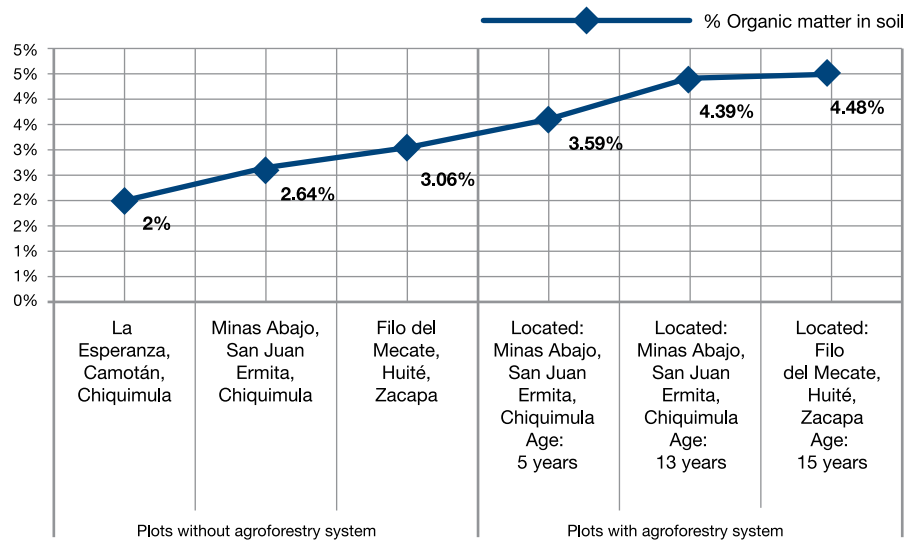 % Organic matter in soil
5%
5%
4%
4%
3%
3%
2%
2%
1%
1%
0%
2%
2.64%
3.06%
3.59%
4.39%
4.48%
La
Esperanza,
Camotán,
Chiquimula
Minas Abajo,
San Juan
Ermita,
Chiquimula
Filo del
Mecate,
Huité,
Zacapa
Located:
Minas Abajo,
San Juan
Ermita,
Chiquimula
Age:
5 years
Located:
Minas Abajo,
San Juan
Ermita,
Chiquimula
Age:
13 years
Located:
Filo
del Mecate,
Huité,
Zacapa
Age:
15 years
Plots without agroforestry system
Plots with agroforestry system